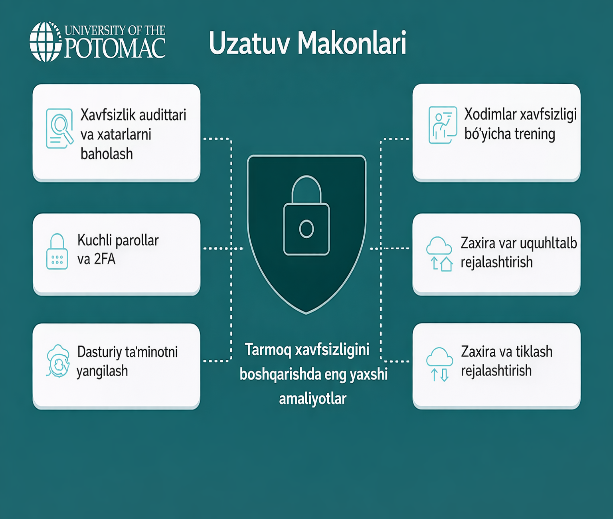 UNIVERSITY OF THE
POTOMAC
Uzatuv Makonlari
Xavfsizlik audittari
va xatarlarni
baholash
Kuchli parollar
va 2FA
Dasturiy ta'minotni
yangilash
Tarmoq xavfsizligini
boshqarishda eng yaxshi
amaliyotlar
Xodimlar xavfsizligi
bo'yicha trening
Zaxira var uquhltalb
rejalashtirish
Zaxira va tiklash
rejalashtirish